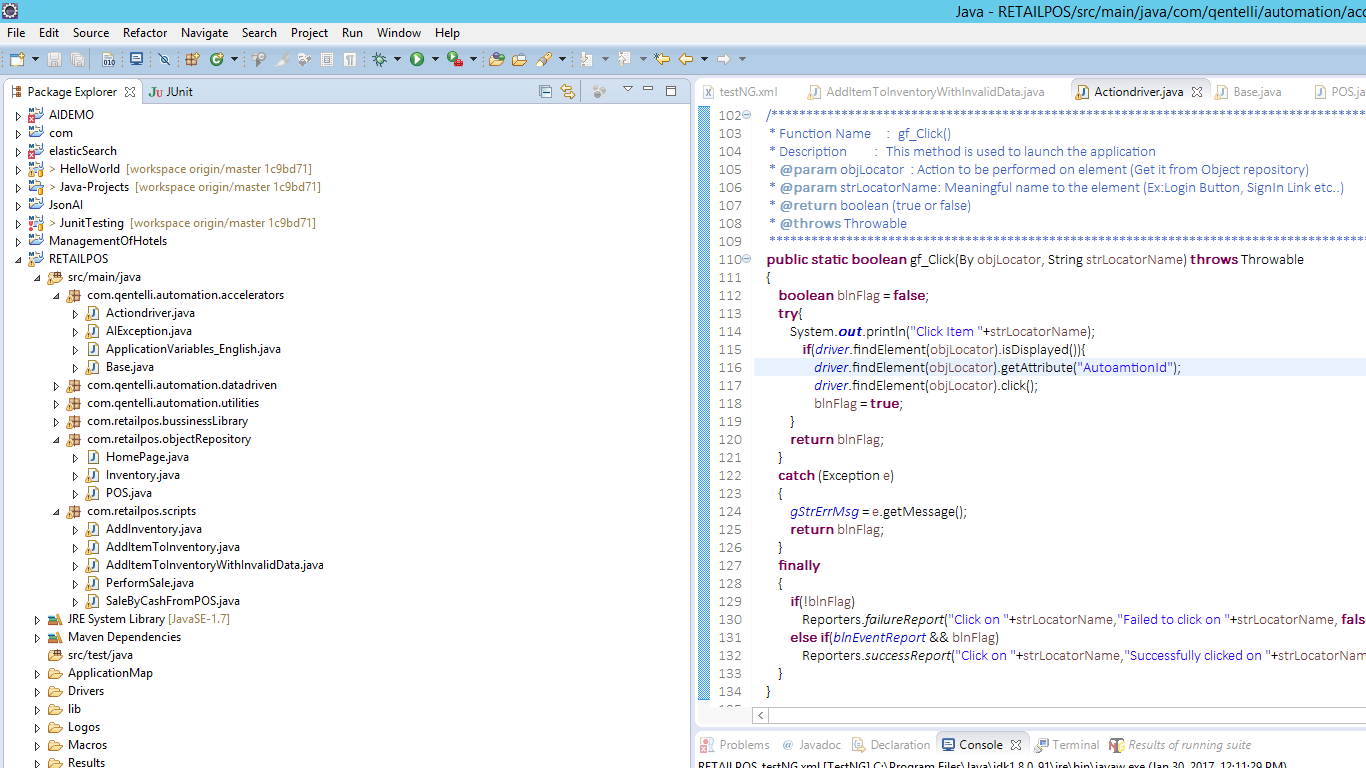 Java - RETAILPOS/src/main/java/com/qentelli/automation/acc
File Edit Source Refactor Navigate Search Project Run Window Help
Package Explorer JUnit
AIDEMO
com
elasticSearch
> HelloWorld [workspace origin/master 1c9bd71]
> Java-Projects [workspace origin/master 1c9bd71]
JsonAI
> JunitTesting [workspace origin/master 1c9bd71]
ManagementOfHotels
RETAILPOS
src/main/java
com.qentelli.automation.accelerators
Actiondriver.java
AIException.java
ApplicationVariables_English.java
Base.java
com.qentelli.automation.datadriven
com.qentelli.automation.utilities
com.retailpos.bussinessLibrary
com.retailpos.objectRepository
HomePage.java
Inventory.java
POS.java
com.retailpos.scripts
AddInventory.java
AddItemToInventory.java
AddItemToInventoryWithInvalidData.java
PerformSale.java
SaleByCashFromPOS.java
JRE System Library [JavaSE-1.7]
Maven Dependencies
src/test/java
ApplicationMap
Drivers
lib
Logos
Macros
Results
testNG.xml AddItemToInventoryWithInvalidData.java Actiondriver.java Base.java POS.ja
102 /**************************************************************************************
103 * Function Name : gf_Click()
104 * Description : This method is used to launch the application
105 * @param objLocator : Action to be performed on element (Get it from Object repository)
106 * @param strLocatorName: Meaningful name to the element (Ex:Login Button, SignIn Link etc..)
107 * @return boolean (true or false)
108 * @throws Throwable
109 **************************************************************************************
110 public static boolean gf_Click(By objLocator, String strLocatorName) throws Throwable
111 {
112 boolean blnFlag = false;
113 try{
114 System.out.println("Click Item "+strLocatorName);
115 if(driver.findElement(objLocator).isDisplayed()){
116 driver.findElement(objLocator).getAttribute("AutoamtionId");
117 driver.findElement(objLocator).click();
118 blnFlag = true;
119 }
120 return blnFlag;
121 }
122 catch (Exception e)
123 {
124 gStrErrMsg = e.getMessage();
125 return blnFlag;
126 }
127 finally
128 {
129 if(!blnFlag)
130 Reporters.failureReport("Click on "+strLocatorName,"Failed to click on "+strLocatorName, fals
131 else if(blnEventReport && blnFlag)
132 Reporters.successReport("Click on "+strLocatorName,"Successfully clicked on "+strLocatorNam
133 }
134 }
Problems @ Javadoc Declaration Console Terminal Results of running suite
RETAILPOS_testNG.xml [TestNG] C:\Program Files\Java\jdk1.8.0_91\jre\bin\javaw.exe (Jan 30, 2017, 12:11:29 PM)